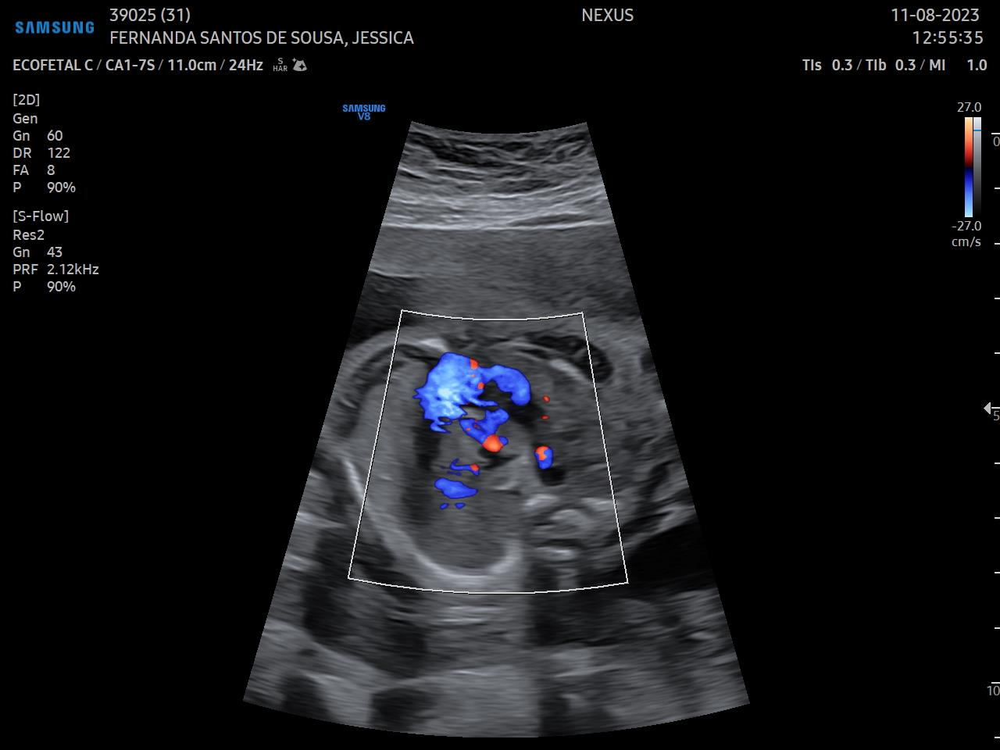 SAMSUNG
39025 (31)
NEXUS
11-08-2023
FERNANDA SANTOS DE SOUSA, JESSICA
12:55:35
ECOFETAL C / CA1-7S / 11.0cm / 24Hz S HAR
TIs 0.3 / TIb 0.3 / MI 1.0
[2D]
Gen
Gn 60
DR 122
FA 8
P 90%
[S-Flow]
Res2
Gn 43
PRF 2.12kHz
P 90%
SAMSUNG
V8
27.0
-27.0
cm/s
0
5
10